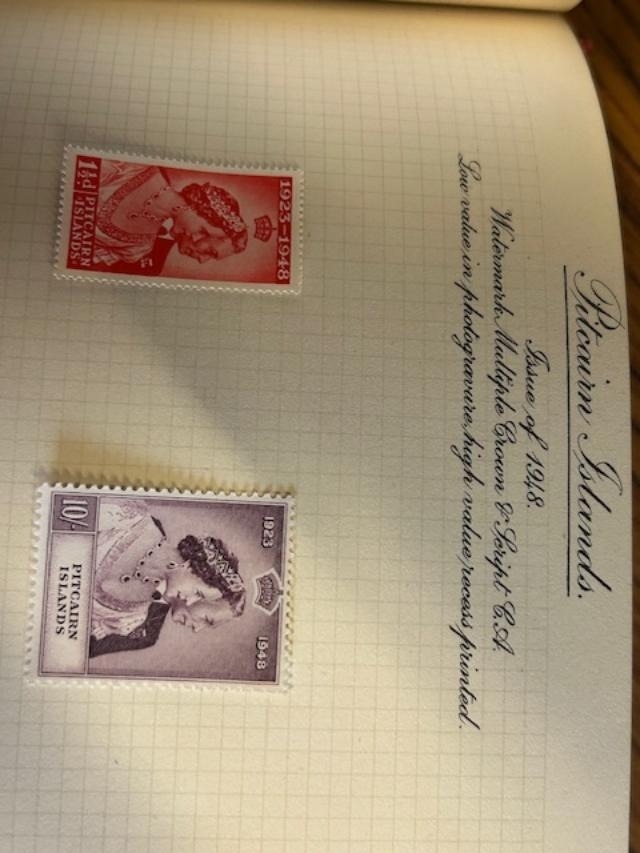 Pitcairn Islands.
Issue of 1948.
Watermark Multiple Crown & Script C.A.
Low value in photogravure, high value recess printed.
1923-1948
1½d. PITCAIRN
ISLANDS
1923 1948
10/- PITCAIRN
ISLANDS